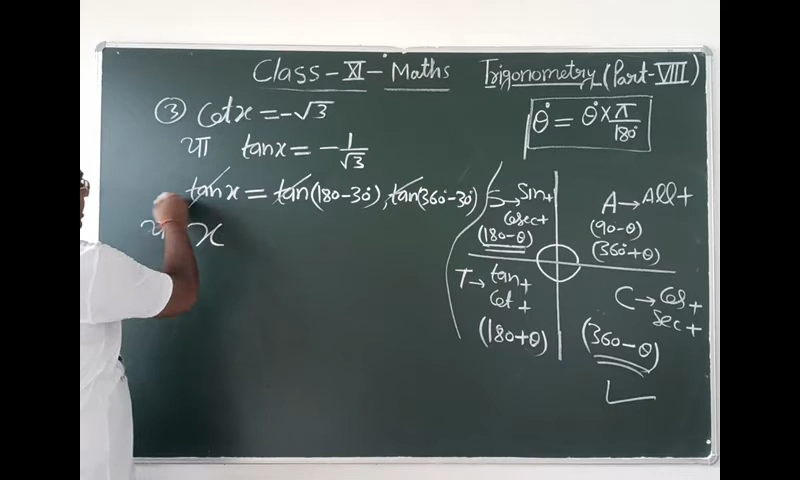 Class-XI-Maths Trigonometry (Part-VIII)
③ Cotx = -√3
या tanx = -1/√3
tanx = tan(180-30°), tan(360°-30°)
या x
θ° = θ° × π/180°
S → Sin+
Cosec+
(180-θ)
A → All+
(90-θ)
(360°+θ)
T → tan+
Cot+
(180+θ)
C → Cos+
Sec+
(360-θ)